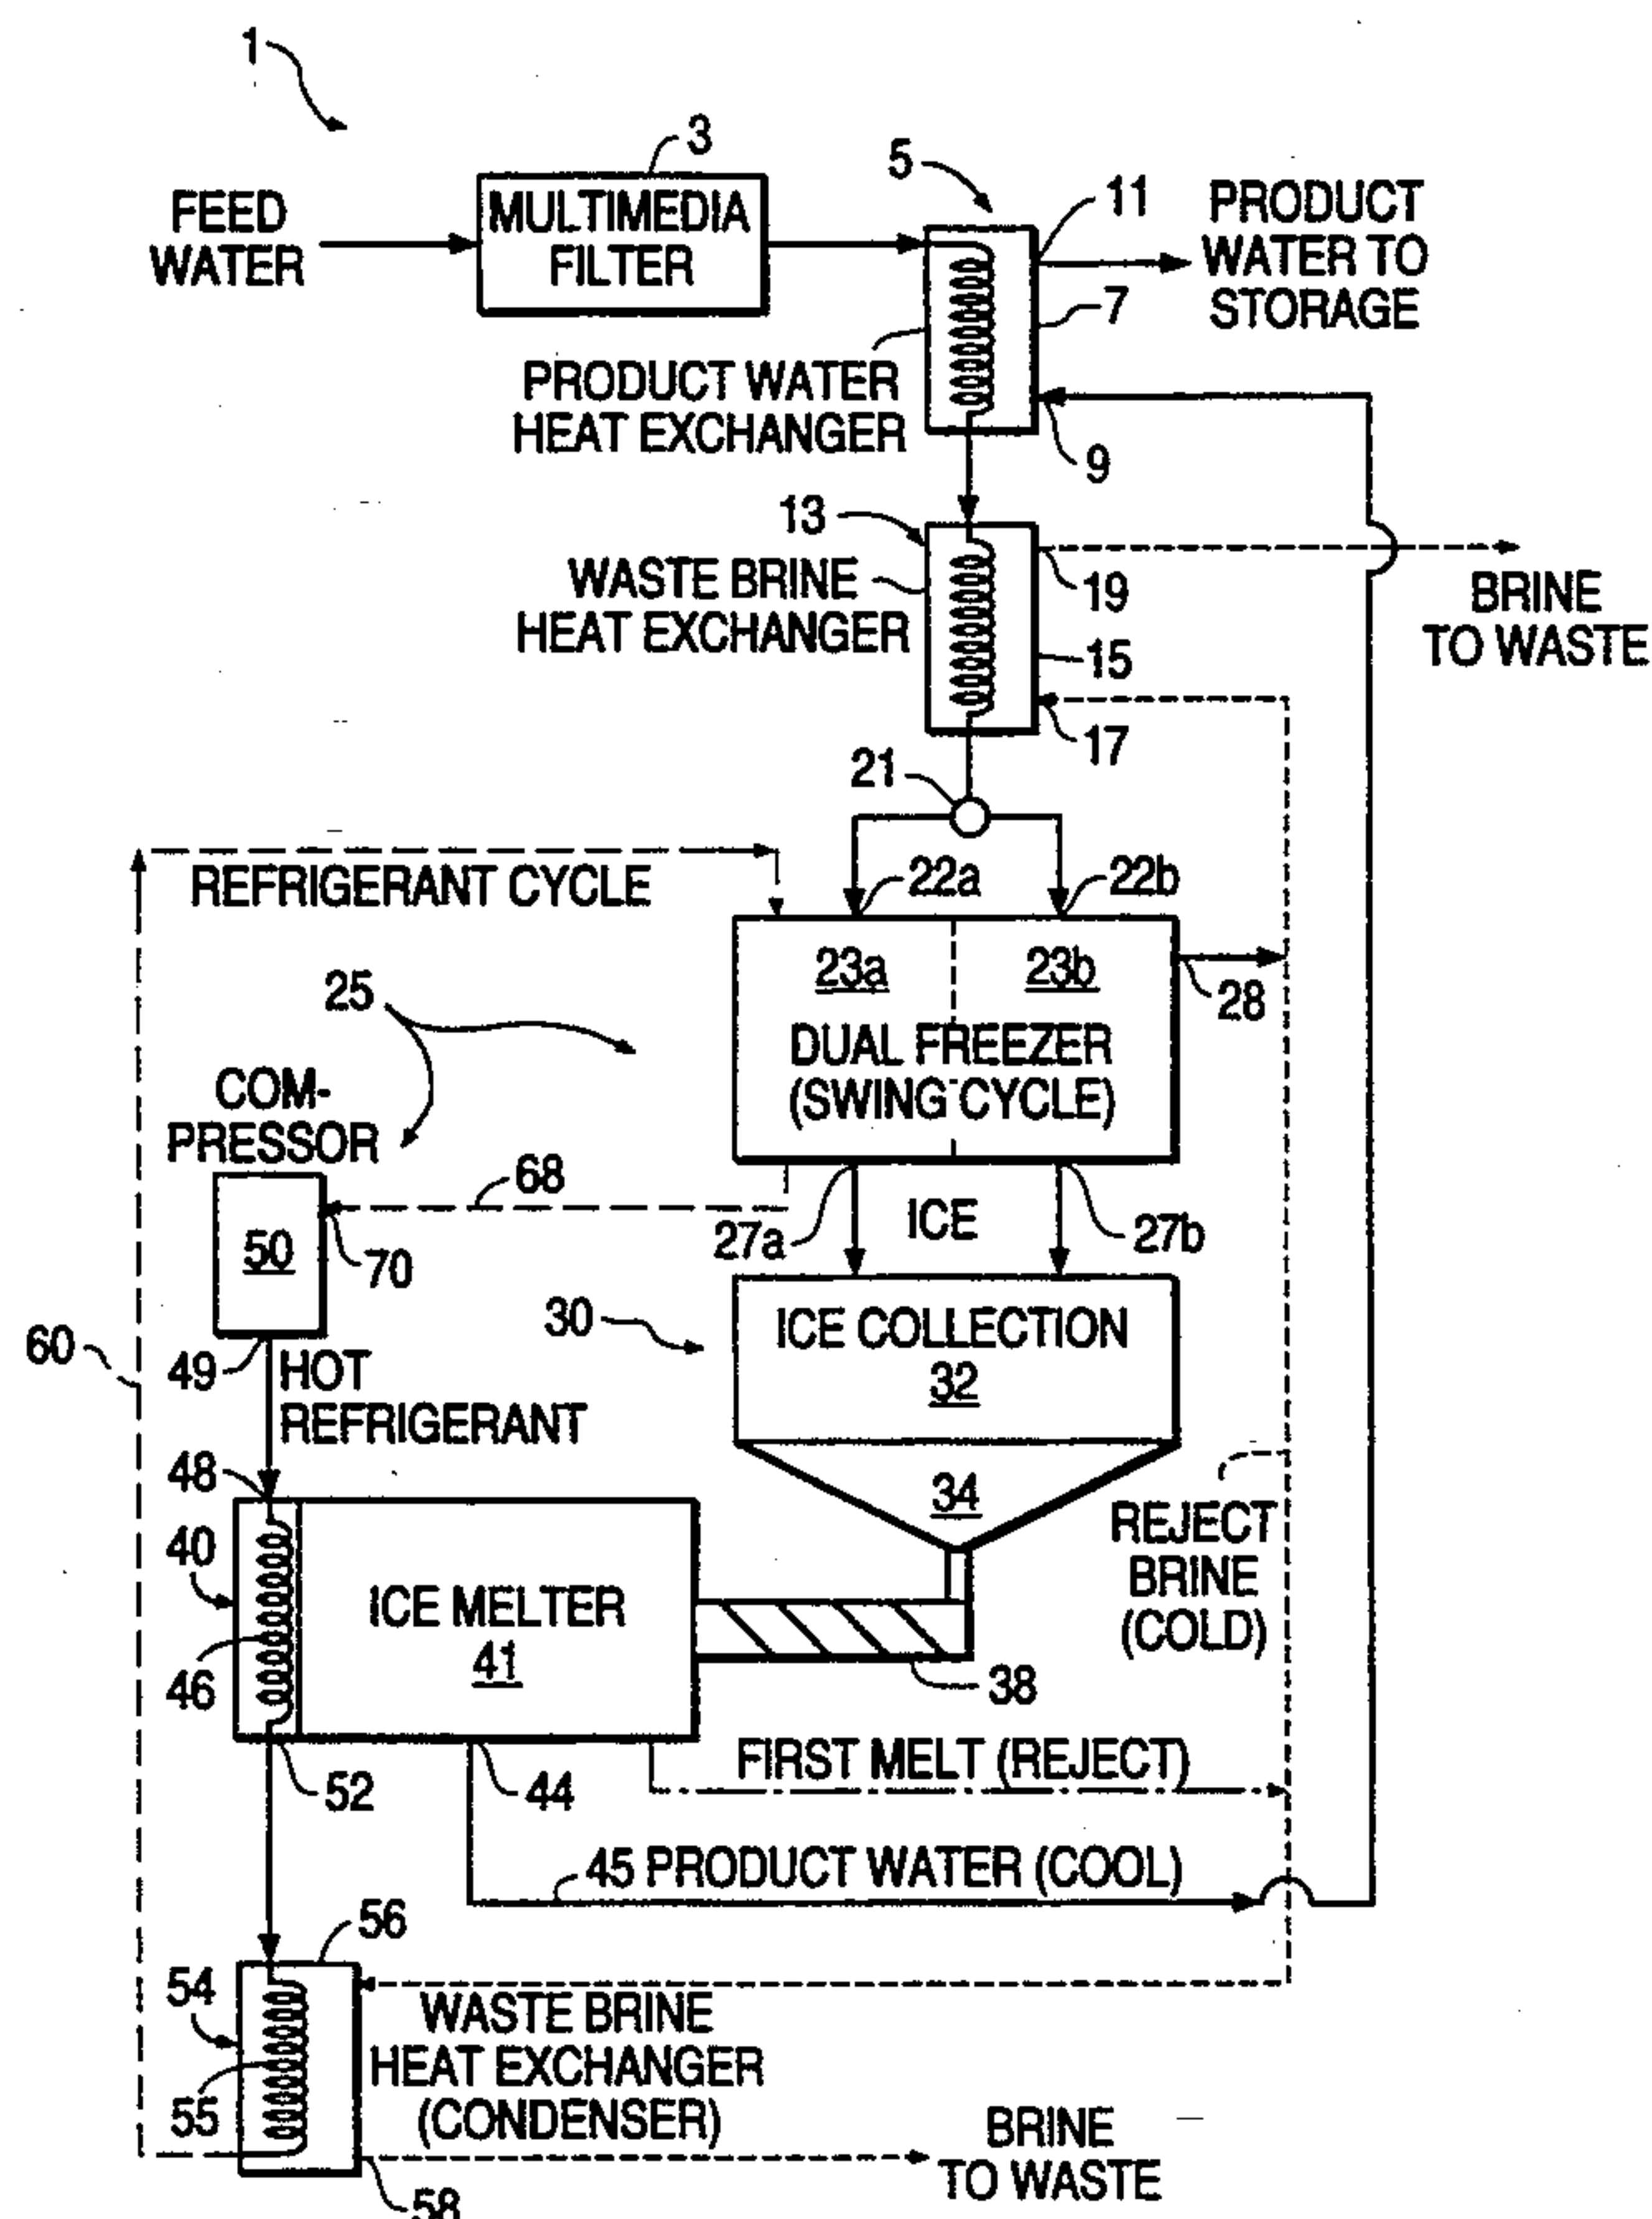 1
3
FEED
WATER
MULTIMEDIA
FILTER
5
11
PRODUCT
WATER TO
STORAGE
7
PRODUCT WATER
HEAT EXCHANGER
9
13
WASTE BRINE
HEAT EXCHANGER
19
BRINE
TO WASTE
15
17
21
REFRIGERANT CYCLE
22a
22b
23a
23b
28
25
DUAL FREEZER
(SWING CYCLE)
COM-
PRESSOR
68
50
70
27a
ICE
27b
30
ICE COLLECTION
32
60
49
HOT
REFRIGERANT
48
34
REJECT
BRINE
(COLD)
40
ICE MELTER
41
46
38
FIRST MELT (REJECT)
52
44
45 PRODUCT WATER (COOL)
56
54
WASTE BRINE
HEAT EXCHANGER
(CONDENSER)
55
BRINE
TO WASTE
58